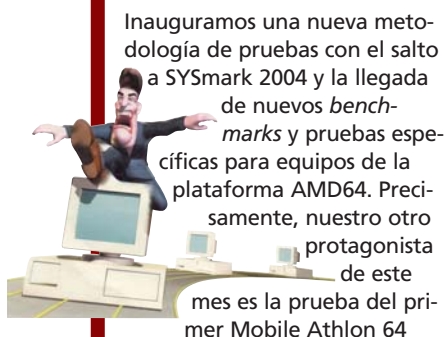 Inauguramos una nueva meto-
dología de pruebas con el salto
a SYSmark 2004 y la llegada
de nuevos bench-
marks y pruebas espe-
cíficas para equipos de la
plataforma AMD64. Preci-
samente, nuestro otro
protagonista
de este
mes es la prueba del pri-
mer Mobile Athlon 64